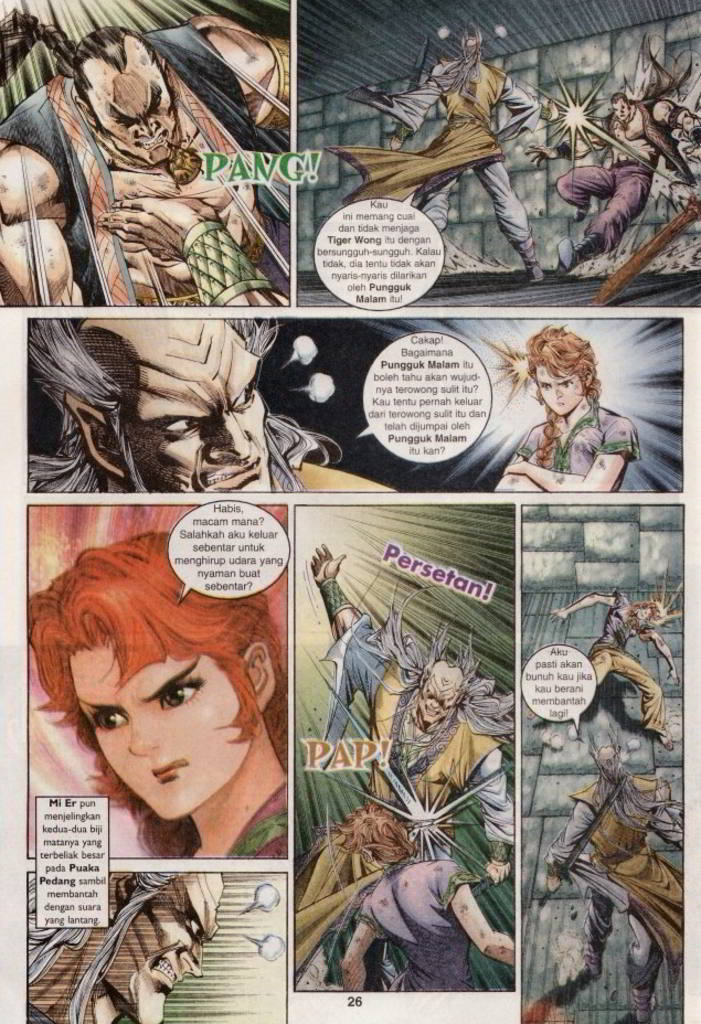 PANG!
Kau
ini memang cuai
dan tidak menjaga
Tiger Wong itu dengan
bersungguh-sungguh. Kalau
tidak, dia tentu tidak akan
nyaris-nyaris dilarikan
oleh Pungguk
Malam itu!
Cakap!
Bagaimana
Pungguk Malam itu
boleh tahu akan wujud-
nya terowong sulit itu?
Kau tentu pernah keluar
dari terowong sulit itu dan
telah dijumpai oleh
Pungguk Malam
itu kan?
Habis,
macam mana?
Salahkah aku keluar
sebentar untuk
menghirup udara yang
nyaman buat
sebentar?
Mi Er pun
menjelingkan
kedua-dua biji
matanya yang
terbeliak besar
pada Puaka
Pedang sambil
membantah
dengan suara
yang lantang.
Persetan!
PAP!
Aku
pasti akan
bunuh kau jika
kau berani
membantah
lagi!
26